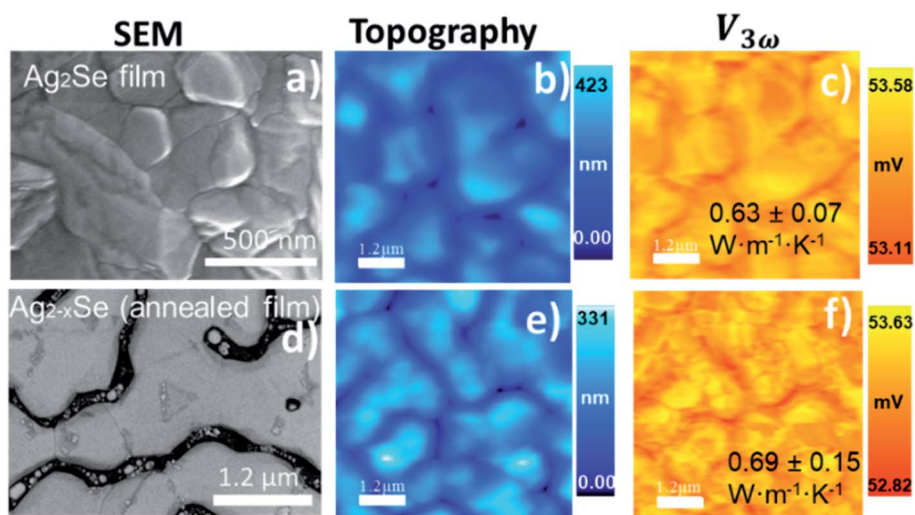 SEM
Topography
V3ω
Ag2Se film
a)
b)
423
nm
0.00
c)
53.58
mV
53.11
500 nm
1.2µm
1.2µm
0.63 ± 0.07
W·m-1·K-1
Ag2-xSe (annealed film)
d)
e)
331
nm
0.00
f)
53.63
mV
52.82
1.2 µm
1.2µm
1.2µm
0.69 ± 0.15
W·m-1·K-1